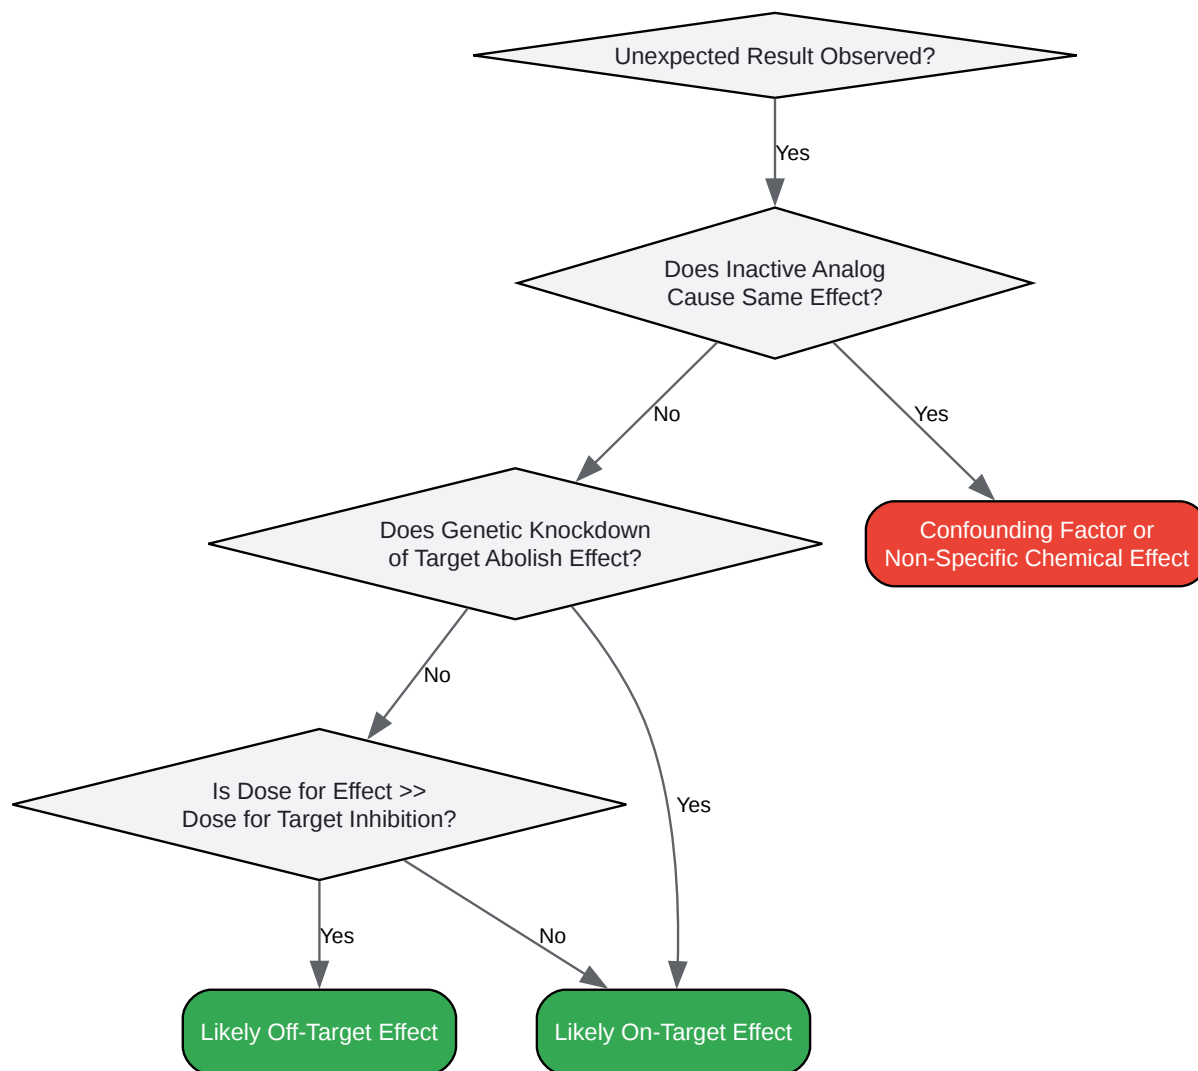 Unexpected Result Observed?
Yes
Does Inactive Analog
Cause Same Effect?
No
Yes
Does Genetic Knockdown
of Target Abolish Effect?
Confounding Factor or
Non-Specific Chemical Effect
No
Is Dose for Effect >>
Dose for Target Inhibition?
Yes
Yes
No
Likely Off-Target Effect
Likely On-Target Effect